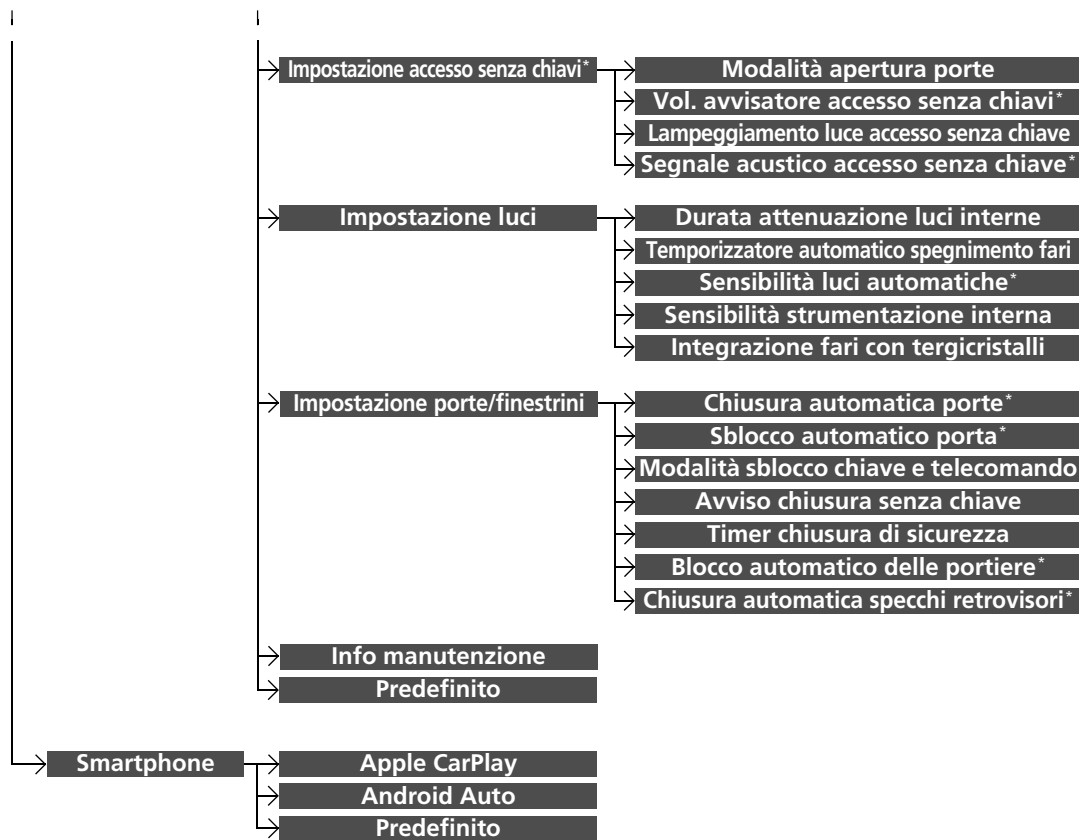 Impostazione accesso senza chiavi*
Modalità apertura porte
Vol. avvisatore accesso senza chiavi*
Lampeggiamento luce accesso senza chiave
Segnale acustico accesso senza chiave*
Impostazione luci
Durata attenuazione luci interne
Temporizzatore automatico spegnimento fari
Sensibilità luci automatiche*
Sensibilità strumentazione interna
Integrazione fari con tergicristalli
Impostazione porte/finestrini
Chiusura automatica porte*
Sblocco automatico porta*
Modalità sblocco chiave e telecomando
Avviso chiusura senza chiave
Timer chiusura di sicurezza
Blocco automatico delle portiere*
Chiusura automatica specchi retrovisori*
Info manutenzione
Predefinito
Smartphone
Apple CarPlay
Android Auto
Predefinito